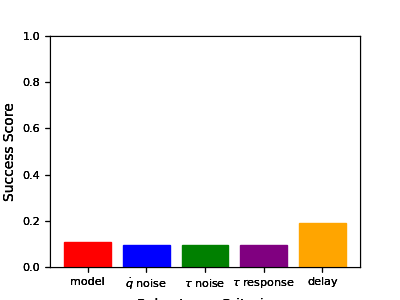 1.0
0.8
0.6
0.4
0.2
0.0
Success Score
model
q̇ noise
τ noise
τ response
delay